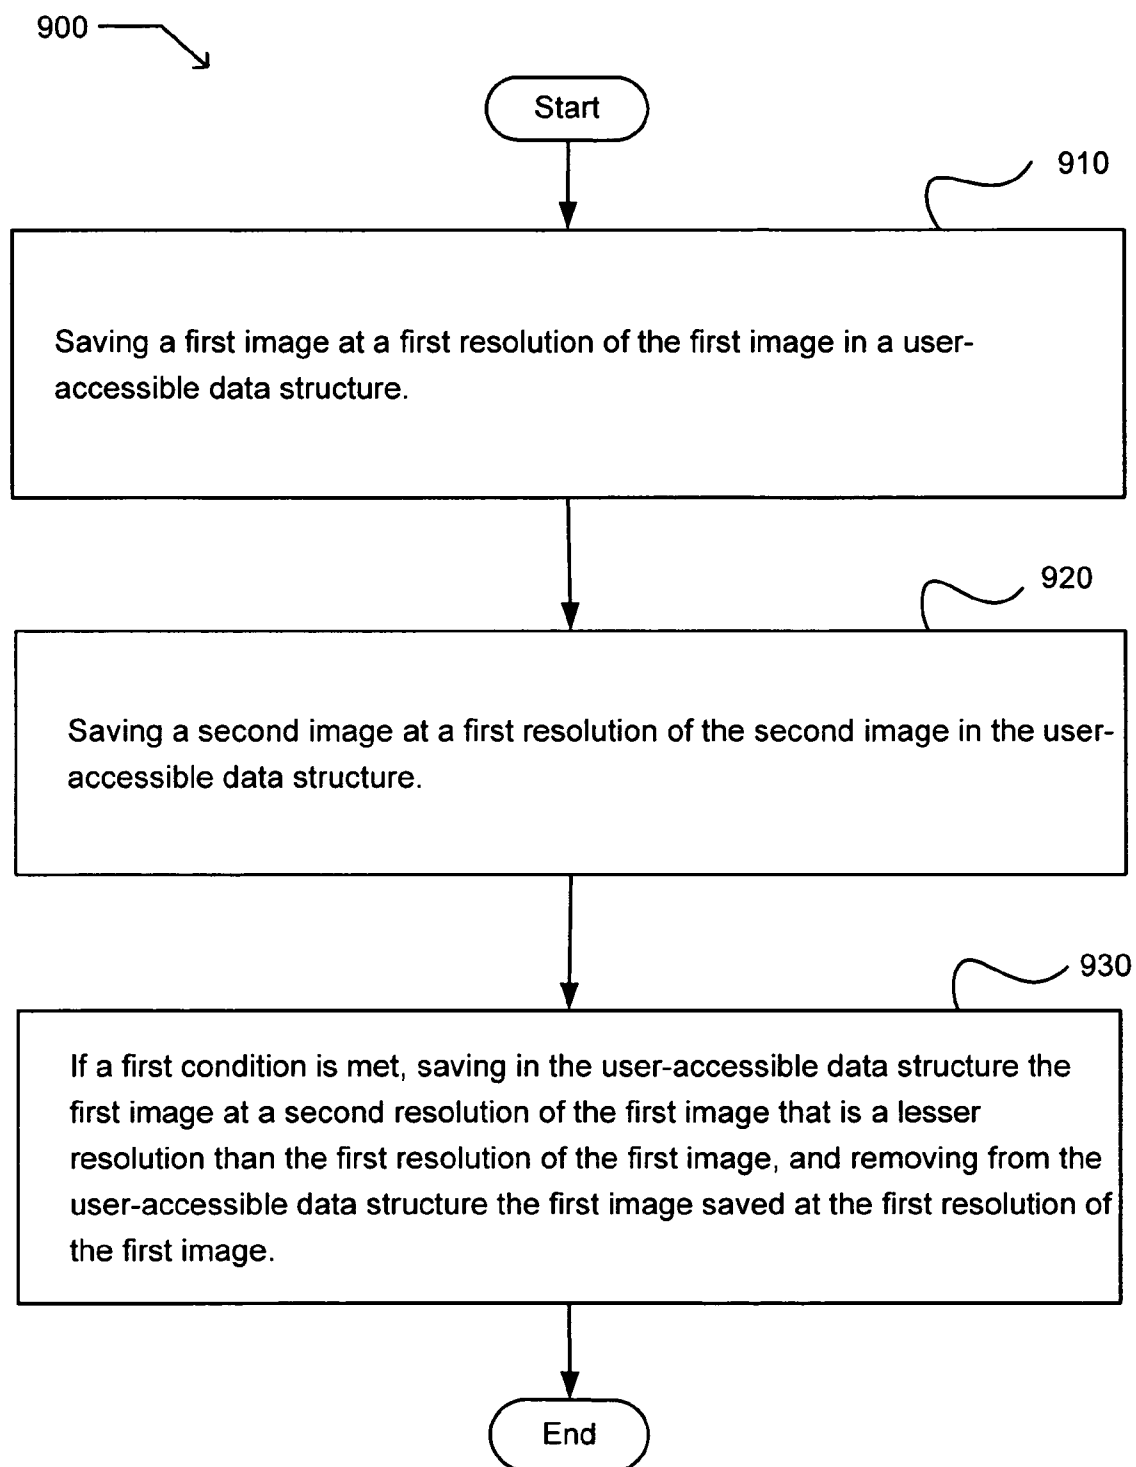 900
Start
910
Saving a first image at a first resolution of the first image in a user-
accessible data structure.
920
Saving a second image at a first resolution of the second image in the user-
accessible data structure.
930
If a first condition is met, saving in the user-accessible data structure the
first image at a second resolution of the first image that is a lesser
resolution than the first resolution of the first image, and removing from the
user-accessible data structure the first image saved at the first resolution of
the first image.
End